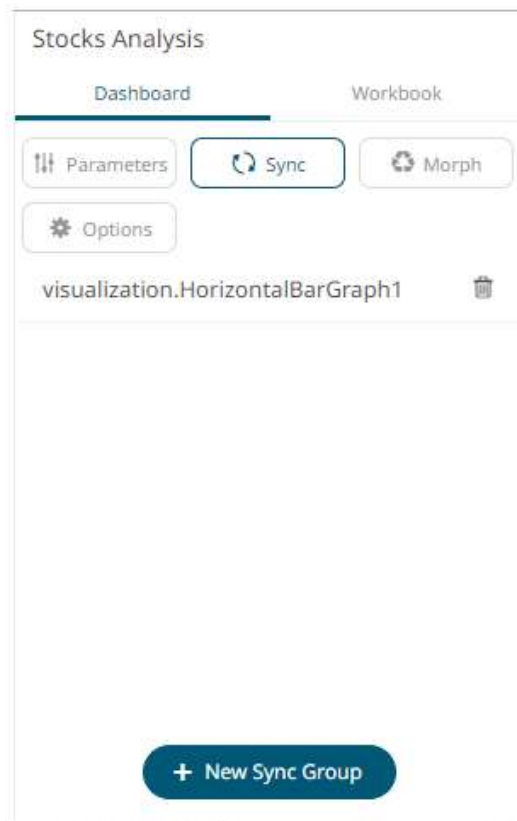 Stocks Analysis
Dashboard Workbook
Parameters Sync Morph
Options
visualization.HorizontalBarGraph1
+ New Sync Group